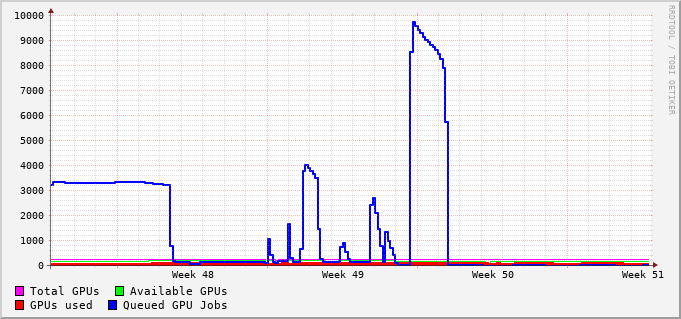 10000
9000
8000
7000
6000
5000
4000
3000
2000
1000
0
Week 48 Week 49 Week 50 Week 51
Total GPUs Available GPUs
GPUs used Queued GPU Jobs
RRDTOOL / TOBI OETIKER